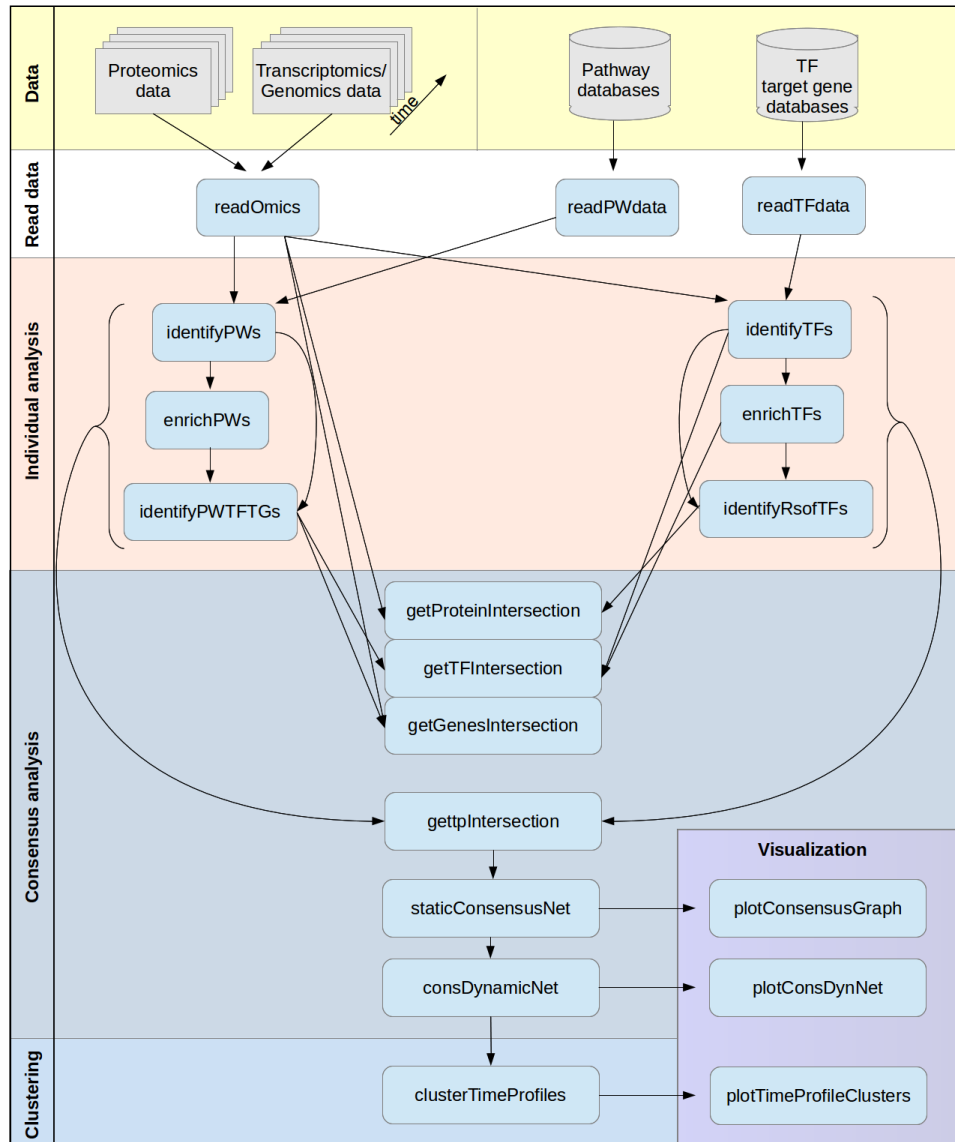 Data
Proteomics
data
Transcriptomics/
Genomics data
time
Pathway
databases
TF
target gene
databases
Read data
readOmics
readPWdata
readTFdata
Individual analysis
identifyPWs
identifyTFs
enrichPWs
enrichTFs
identifyPWTFTGs
identifyRsofTFs
Consensus analysis
getProteinIntersection
getTFIntersection
getGenesIntersection
gettpIntersection
Visualization
staticConsensusNet
plotConsensusGraph
consDynamicNet
plotConsDynNet
Clustering
clusterTimeProfiles
plotTimeProfileClusters